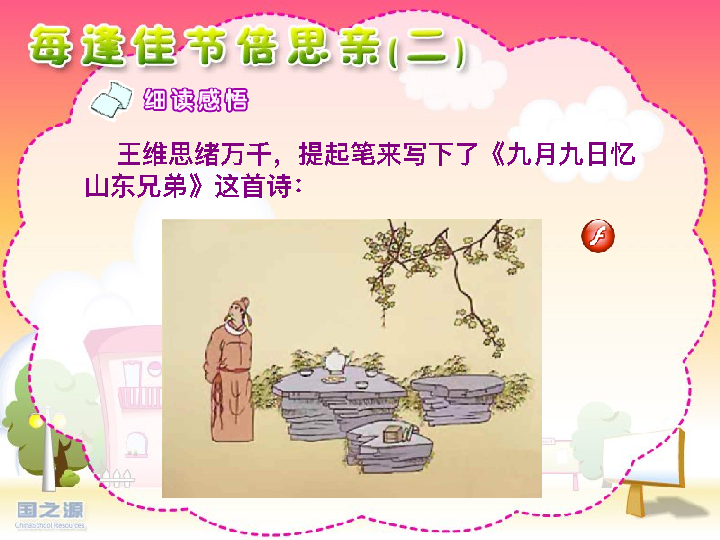 每逢佳节倍思亲(二)
细读感悟
王维思绪万千，提起笔来写下了《九月九日忆
山东兄弟》这首诗：
国之源
ChinaSchool Resources